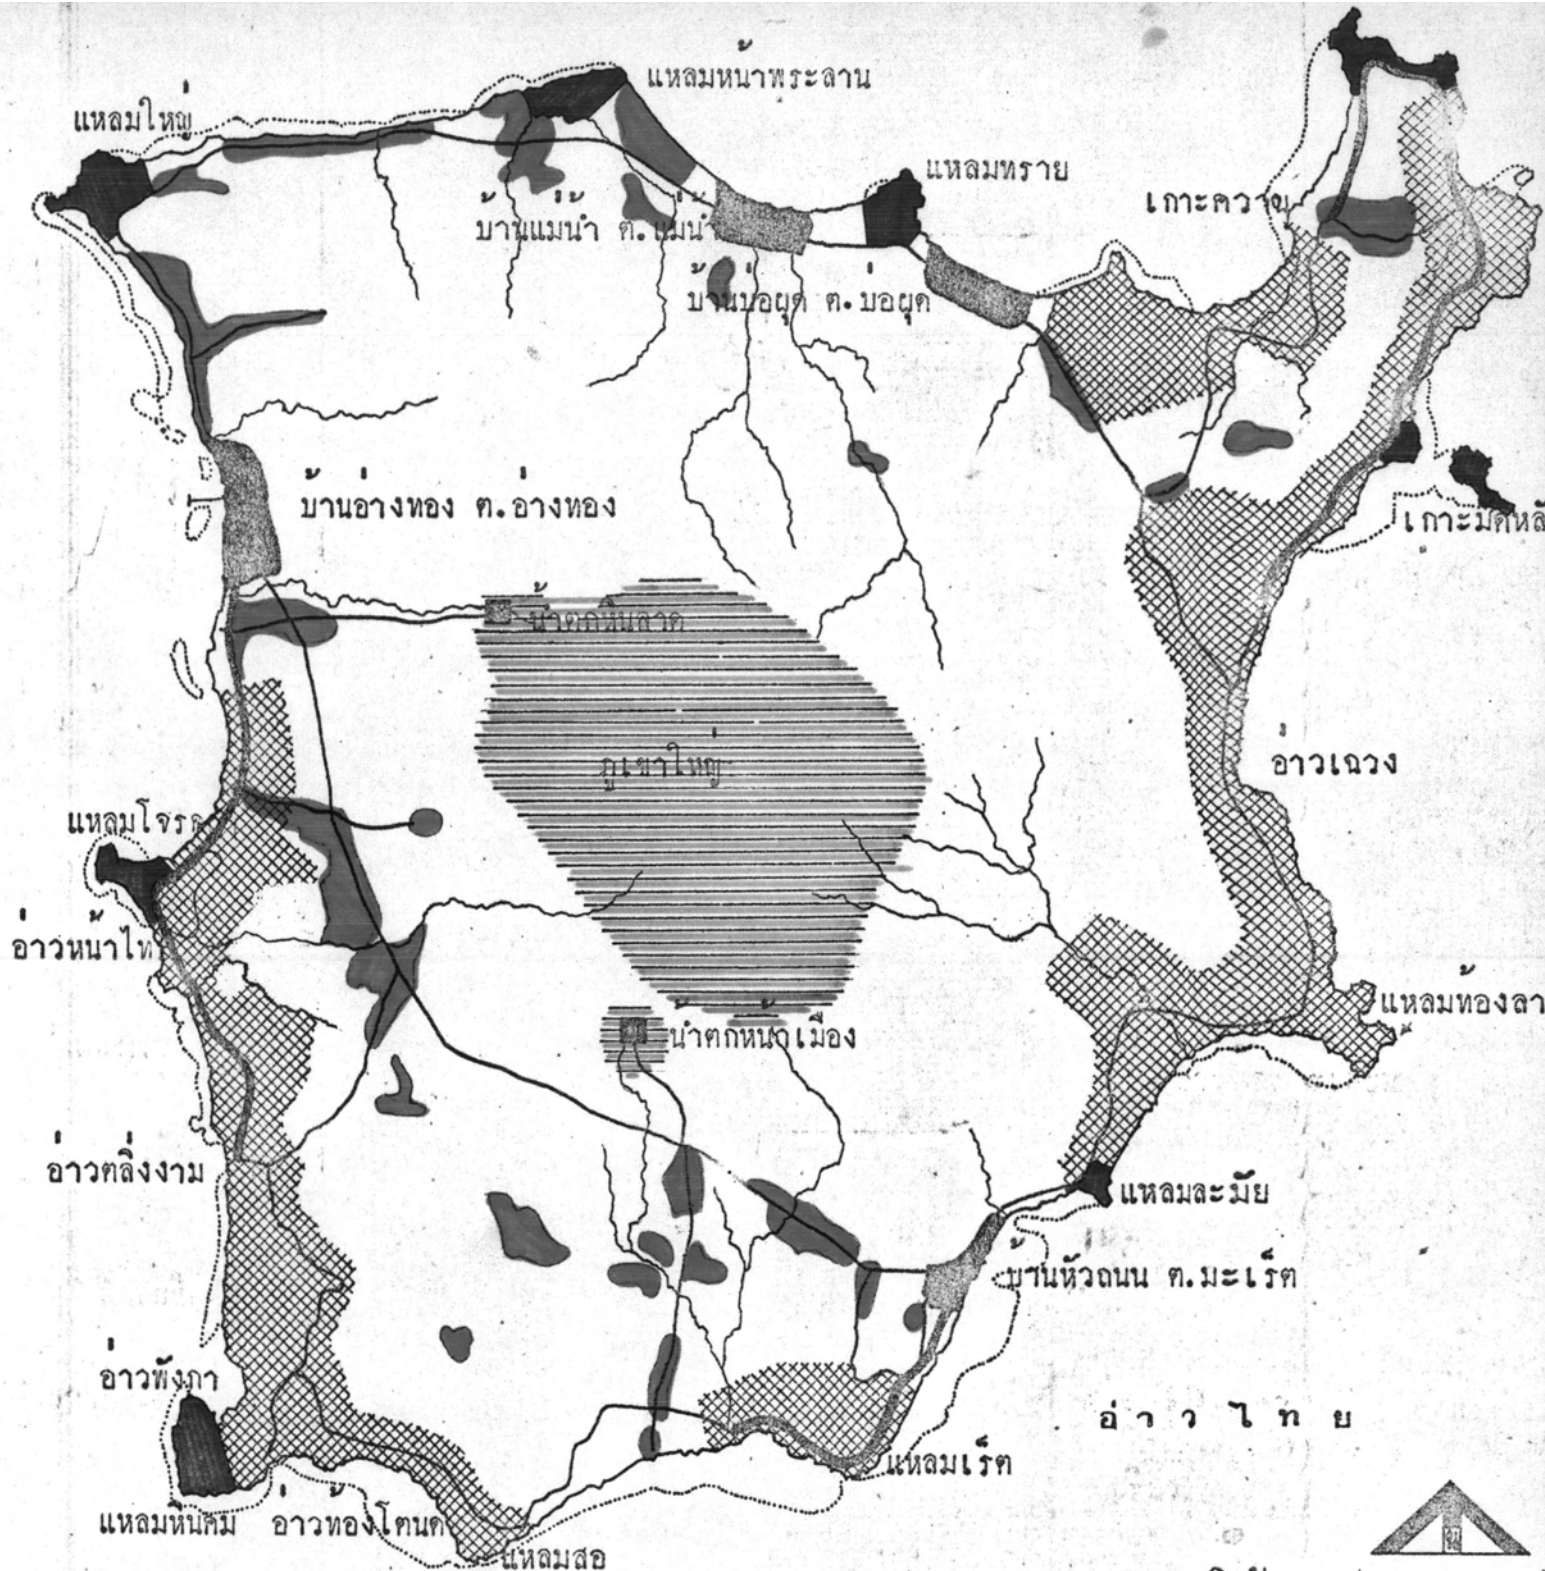 แหลมหน้าพระลาน
แหลมใหญ่
แหลมทราย
เกาะควาย
บ้านแม่น้ำ ต.แม่น้ำ
บ้านบ่อผุด ต.บ่อผุด
บ้านอ่างทอง ต.อ่างทอง
เกาะมัดหลั
น้ำตกหินลาด
ภูเขาใหญ่
อ่าวเฉวง
แหลมโจรค
อ่าวหน้าไท
แหลมท้องลา
น้ำตกหน้าเมือง
อ่าวตลิ่งงาม
แหลมละมัย
บ้านหัวถนน ต.มะเร็ต
อ่าวพังกา
อ่าวไทย
แหลมเร็ต
แหลมหินคม อ่าวท้องโตนด
แหลมสอ